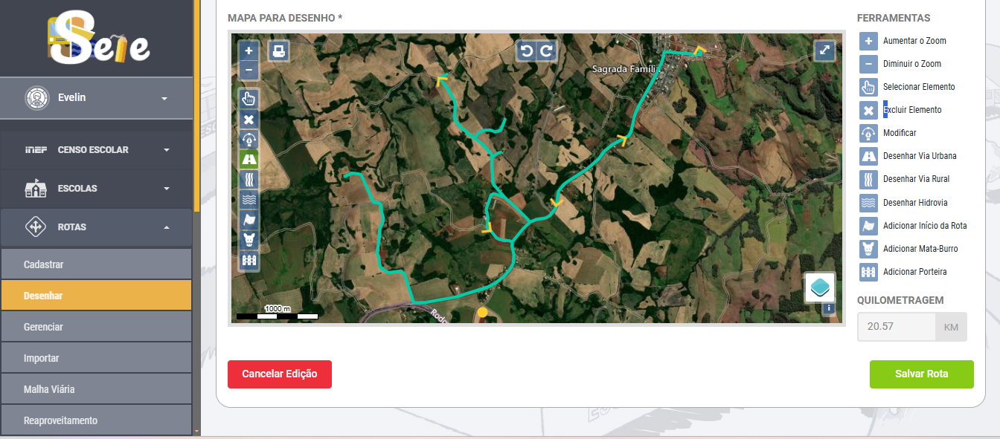 Seie
Evelin
inep CENSO ESCOLAR
ESCOLAS
ROTAS
Cadastrar
Desenhar
Gerenciar
Importar
Malha Viária
Reaproveitamento
MAPA PARA DESENHO *
+
−
Sagrada Famíli
1000 m
Rodo
i
Cancelar Edição
FERRAMENTAS
Aumentar o Zoom
Diminuir o Zoom
Selecionar Elemento
Excluir Elemento
Modificar
Desenhar Via Urbana
Desenhar Via Rural
Desenhar Hidrovia
Adicionar Início da Rota
Adicionar Mata-Burro
Adicionar Porteira
QUILOMETRAGEM
20.57 KM
Salvar Rota